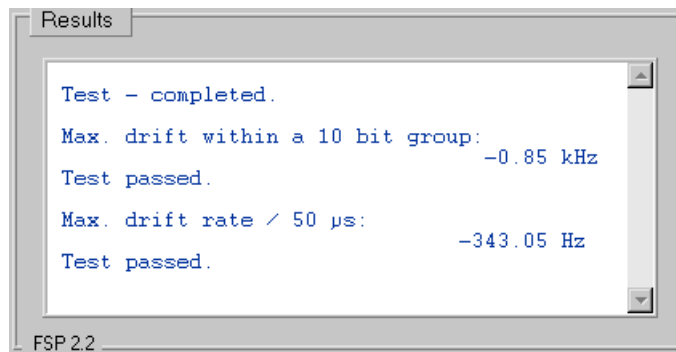 Results
Test - completed.
Max. drift within a 10 bit group:
-0.85 kHz
Test passed.
Max. drift rate / 50 µs:
-343.05 Hz
Test passed.
FSP 2.2